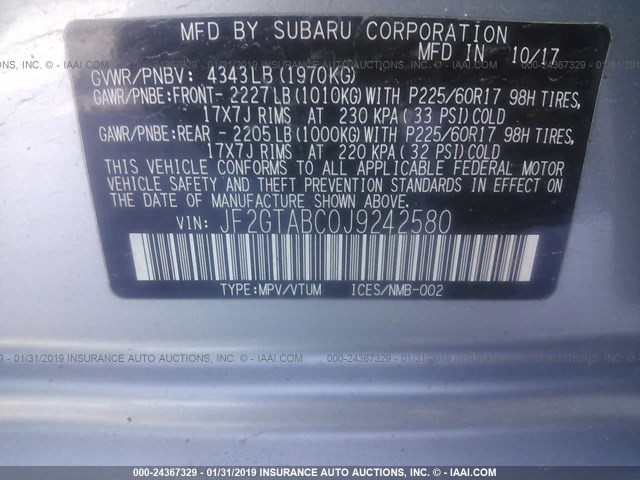 MFD BY SUBARU CORPORATION
MFD IN 10/17
GVWR/PNBV: 4343LB(1970KG)
GAWR/PNBE:FRONT- 2227LB(1010KG)WITH P225/60R17 98H TIRES,
17X7J RIMS AT 230 KPA(33 PSI)COLD
GAWR/PNBE:REAR - 2205LB(1000KG)WITH P225/60R17 98H TIRES,
17X7J RIMS AT 220 KPA(32 PSI)COLD
THIS VEHICLE CONFORMS TO ALL APPLICABLE FEDERAL MOTOR
VEHICLE SAFETY AND THEFT PREVENTION STANDARDS IN EFFECT ON
THE DATE OF MANUFACTURE SHOWN ABOVE.
VIN: JF2GTABC0J9242580
TYPE:MPV/VTUM ICES/NMB-002
000-24367329 - 01/31/2019 INSURANCE AUTO AUCTIONS, INC. - © - IAAI.COM